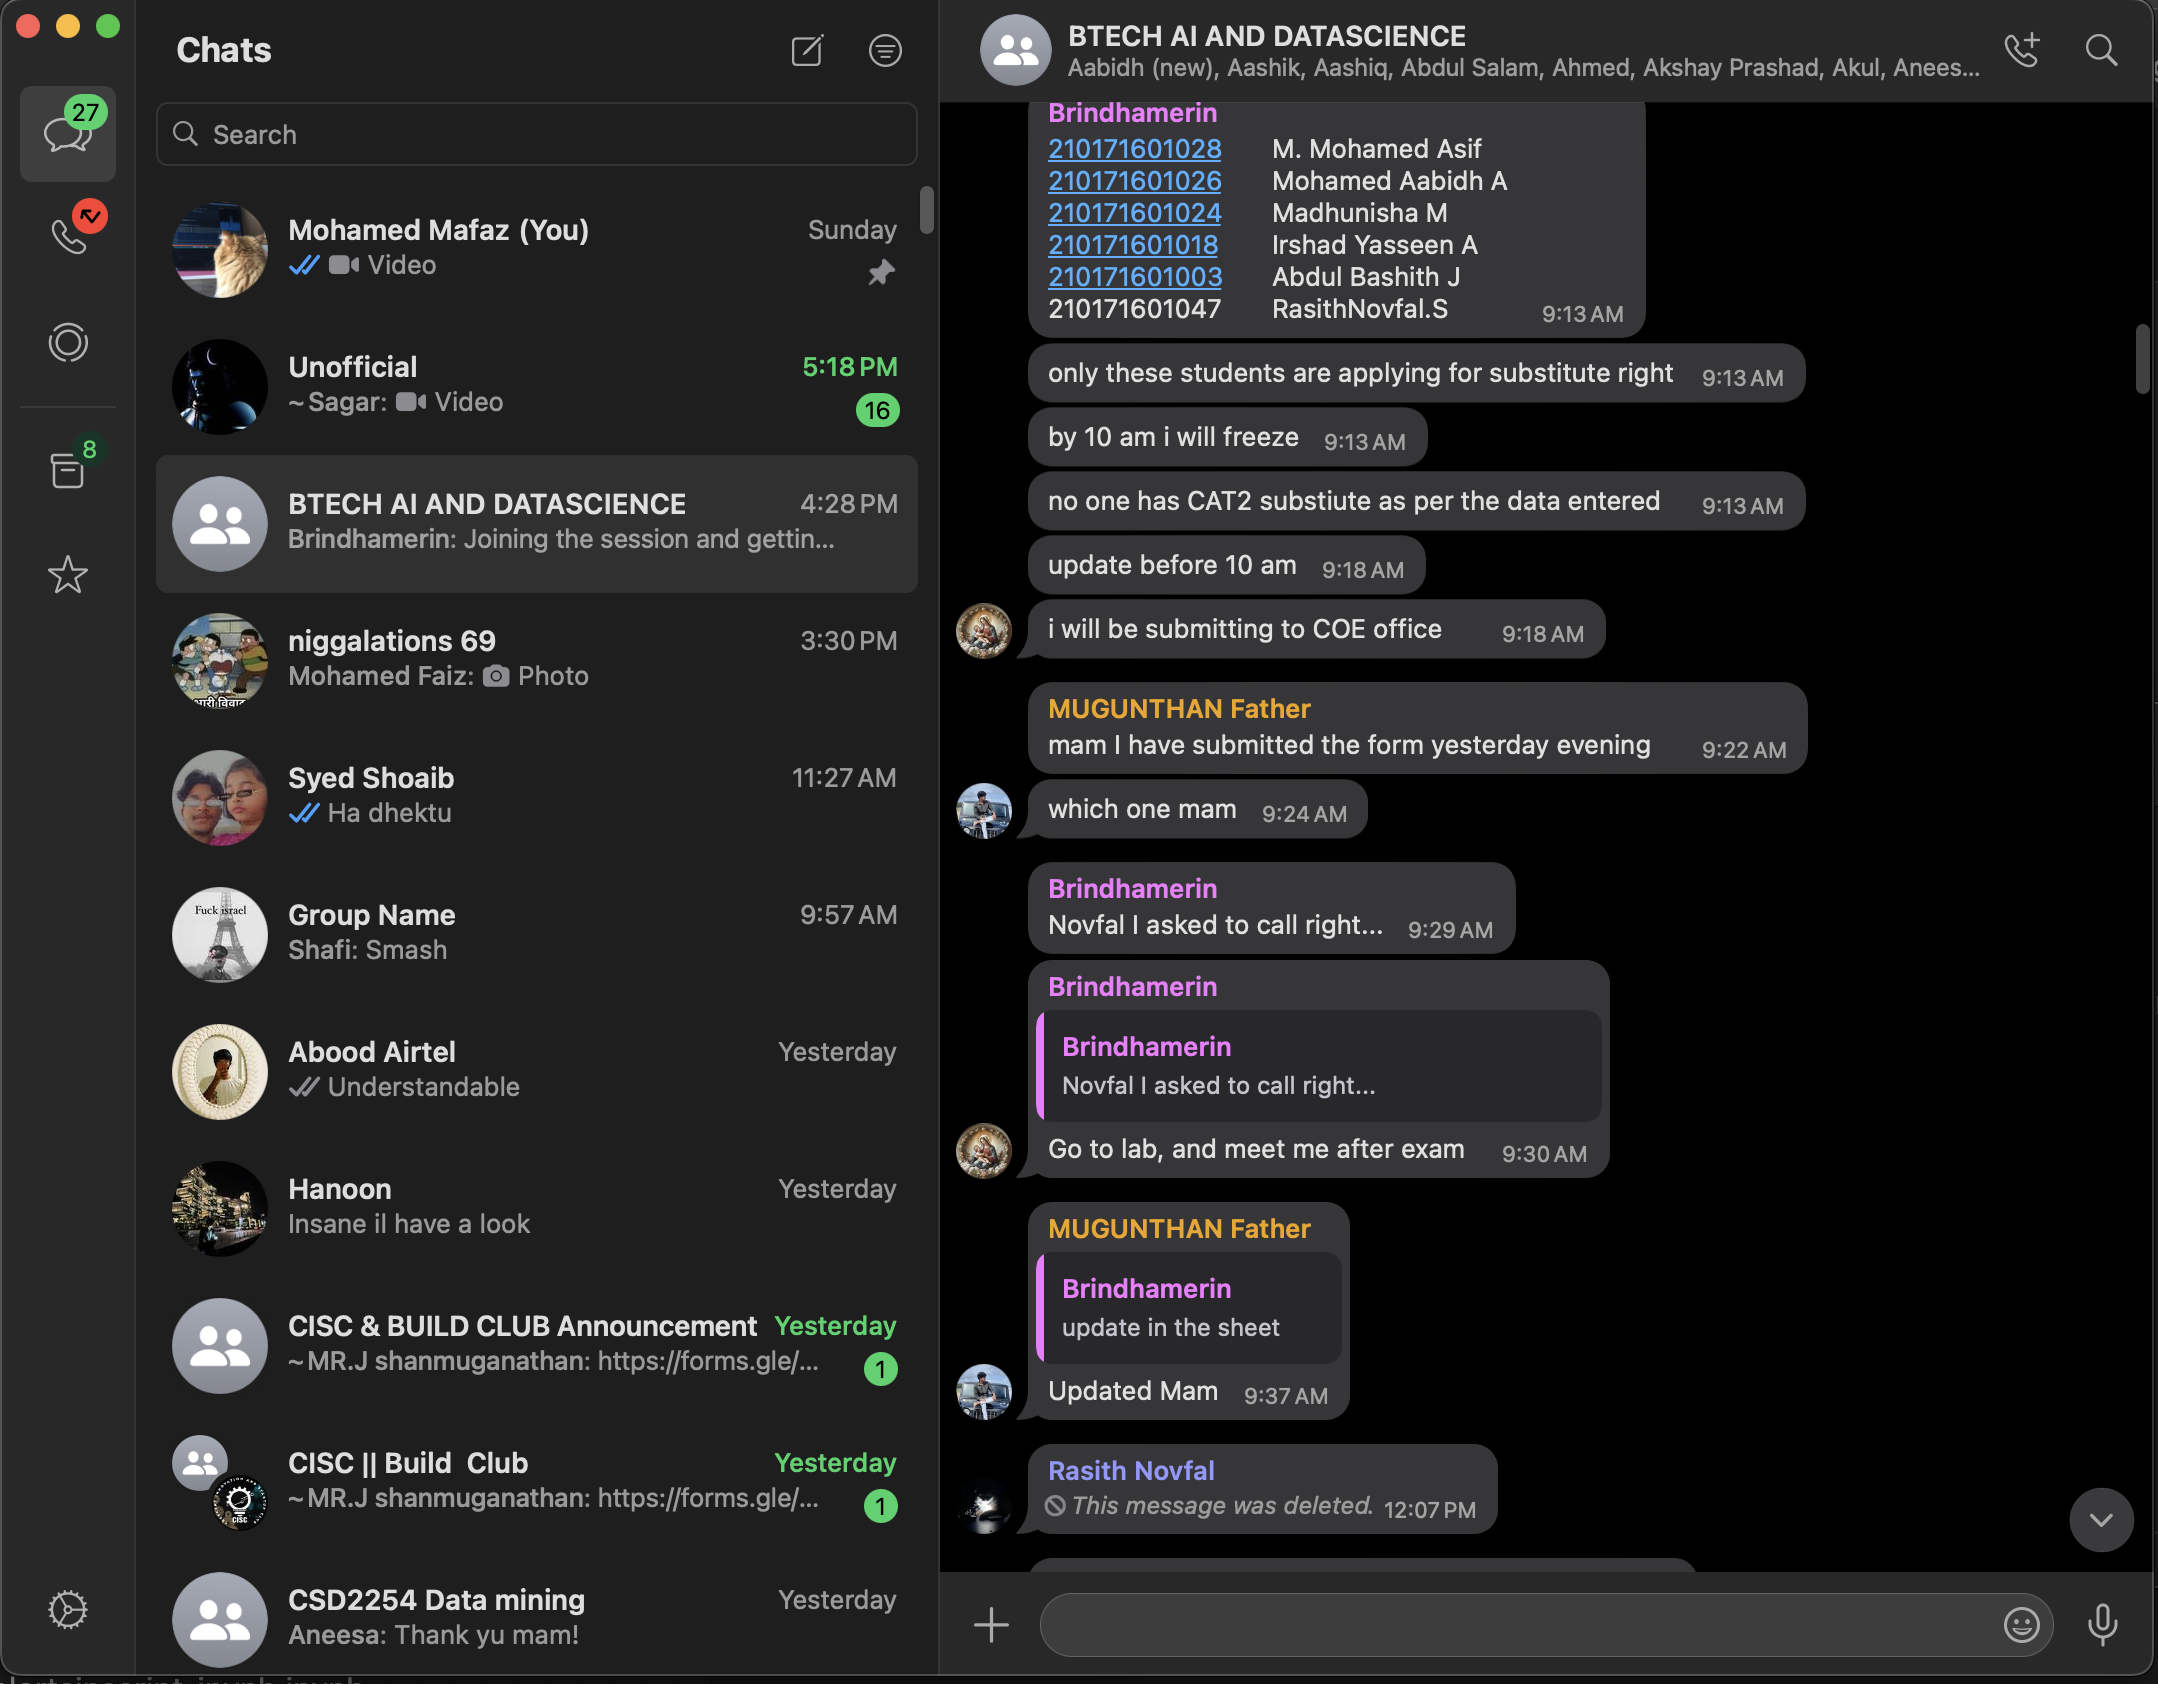 27
8
Chats
Search
Mohamed Mafaz (You)
Sunday
Video
Unofficial
5:18 PM
~ Sagar: Video
16
BTECH AI AND DATASCIENCE
4:28 PM
Brindhamerin: Joining the session and gettin...
niggalations 69
3:30 PM
Mohamed Faiz: Photo
Syed Shoaib
11:27 AM
Ha dhektu
Fuck israel
Group Name
9:57 AM
Shafi: Smash
Abood Airtel
Yesterday
Understandable
Hanoon
Yesterday
Insane il have a look
CISC & BUILD CLUB Announcement
Yesterday
~ MR.J shanmuganathan: https://forms.gle/...
1
CISC || Build Club
Yesterday
~ MR.J shanmuganathan: https://forms.gle/...
1
CISC
CSD2254 Data mining
Yesterday
Aneesa: Thank yu mam!
BTECH AI AND DATASCIENCE
Aabidh (new), Aashik, Aashiq, Abdul Salam, Ahmed, Akshay Prashad, Akul, Anees...
Brindhamerin
210171601028 M. Mohamed Asif
210171601026 Mohamed Aabidh A
210171601024 Madhunisha M
210171601018 Irshad Yasseen A
210171601003 Abdul Bashith J
210171601047 RasithNovfal.S 9:13 AM
only these students are applying for substitute right 9:13 AM
by 10 am i will freeze 9:13 AM
no one has CAT2 substiute as per the data entered 9:13 AM
update before 10 am 9:18 AM
i will be submitting to COE office 9:18 AM
MUGUNTHAN Father
mam I have submitted the form yesterday evening 9:22 AM
which one mam 9:24 AM
Brindhamerin
Novfal I asked to call right... 9:29 AM
Brindhamerin
Brindhamerin
Novfal I asked to call right...
Go to lab, and meet me after exam 9:30 AM
MUGUNTHAN Father
Brindhamerin
update in the sheet
Updated Mam 9:37 AM
Rasith Novfal
This message was deleted. 12:07 PM